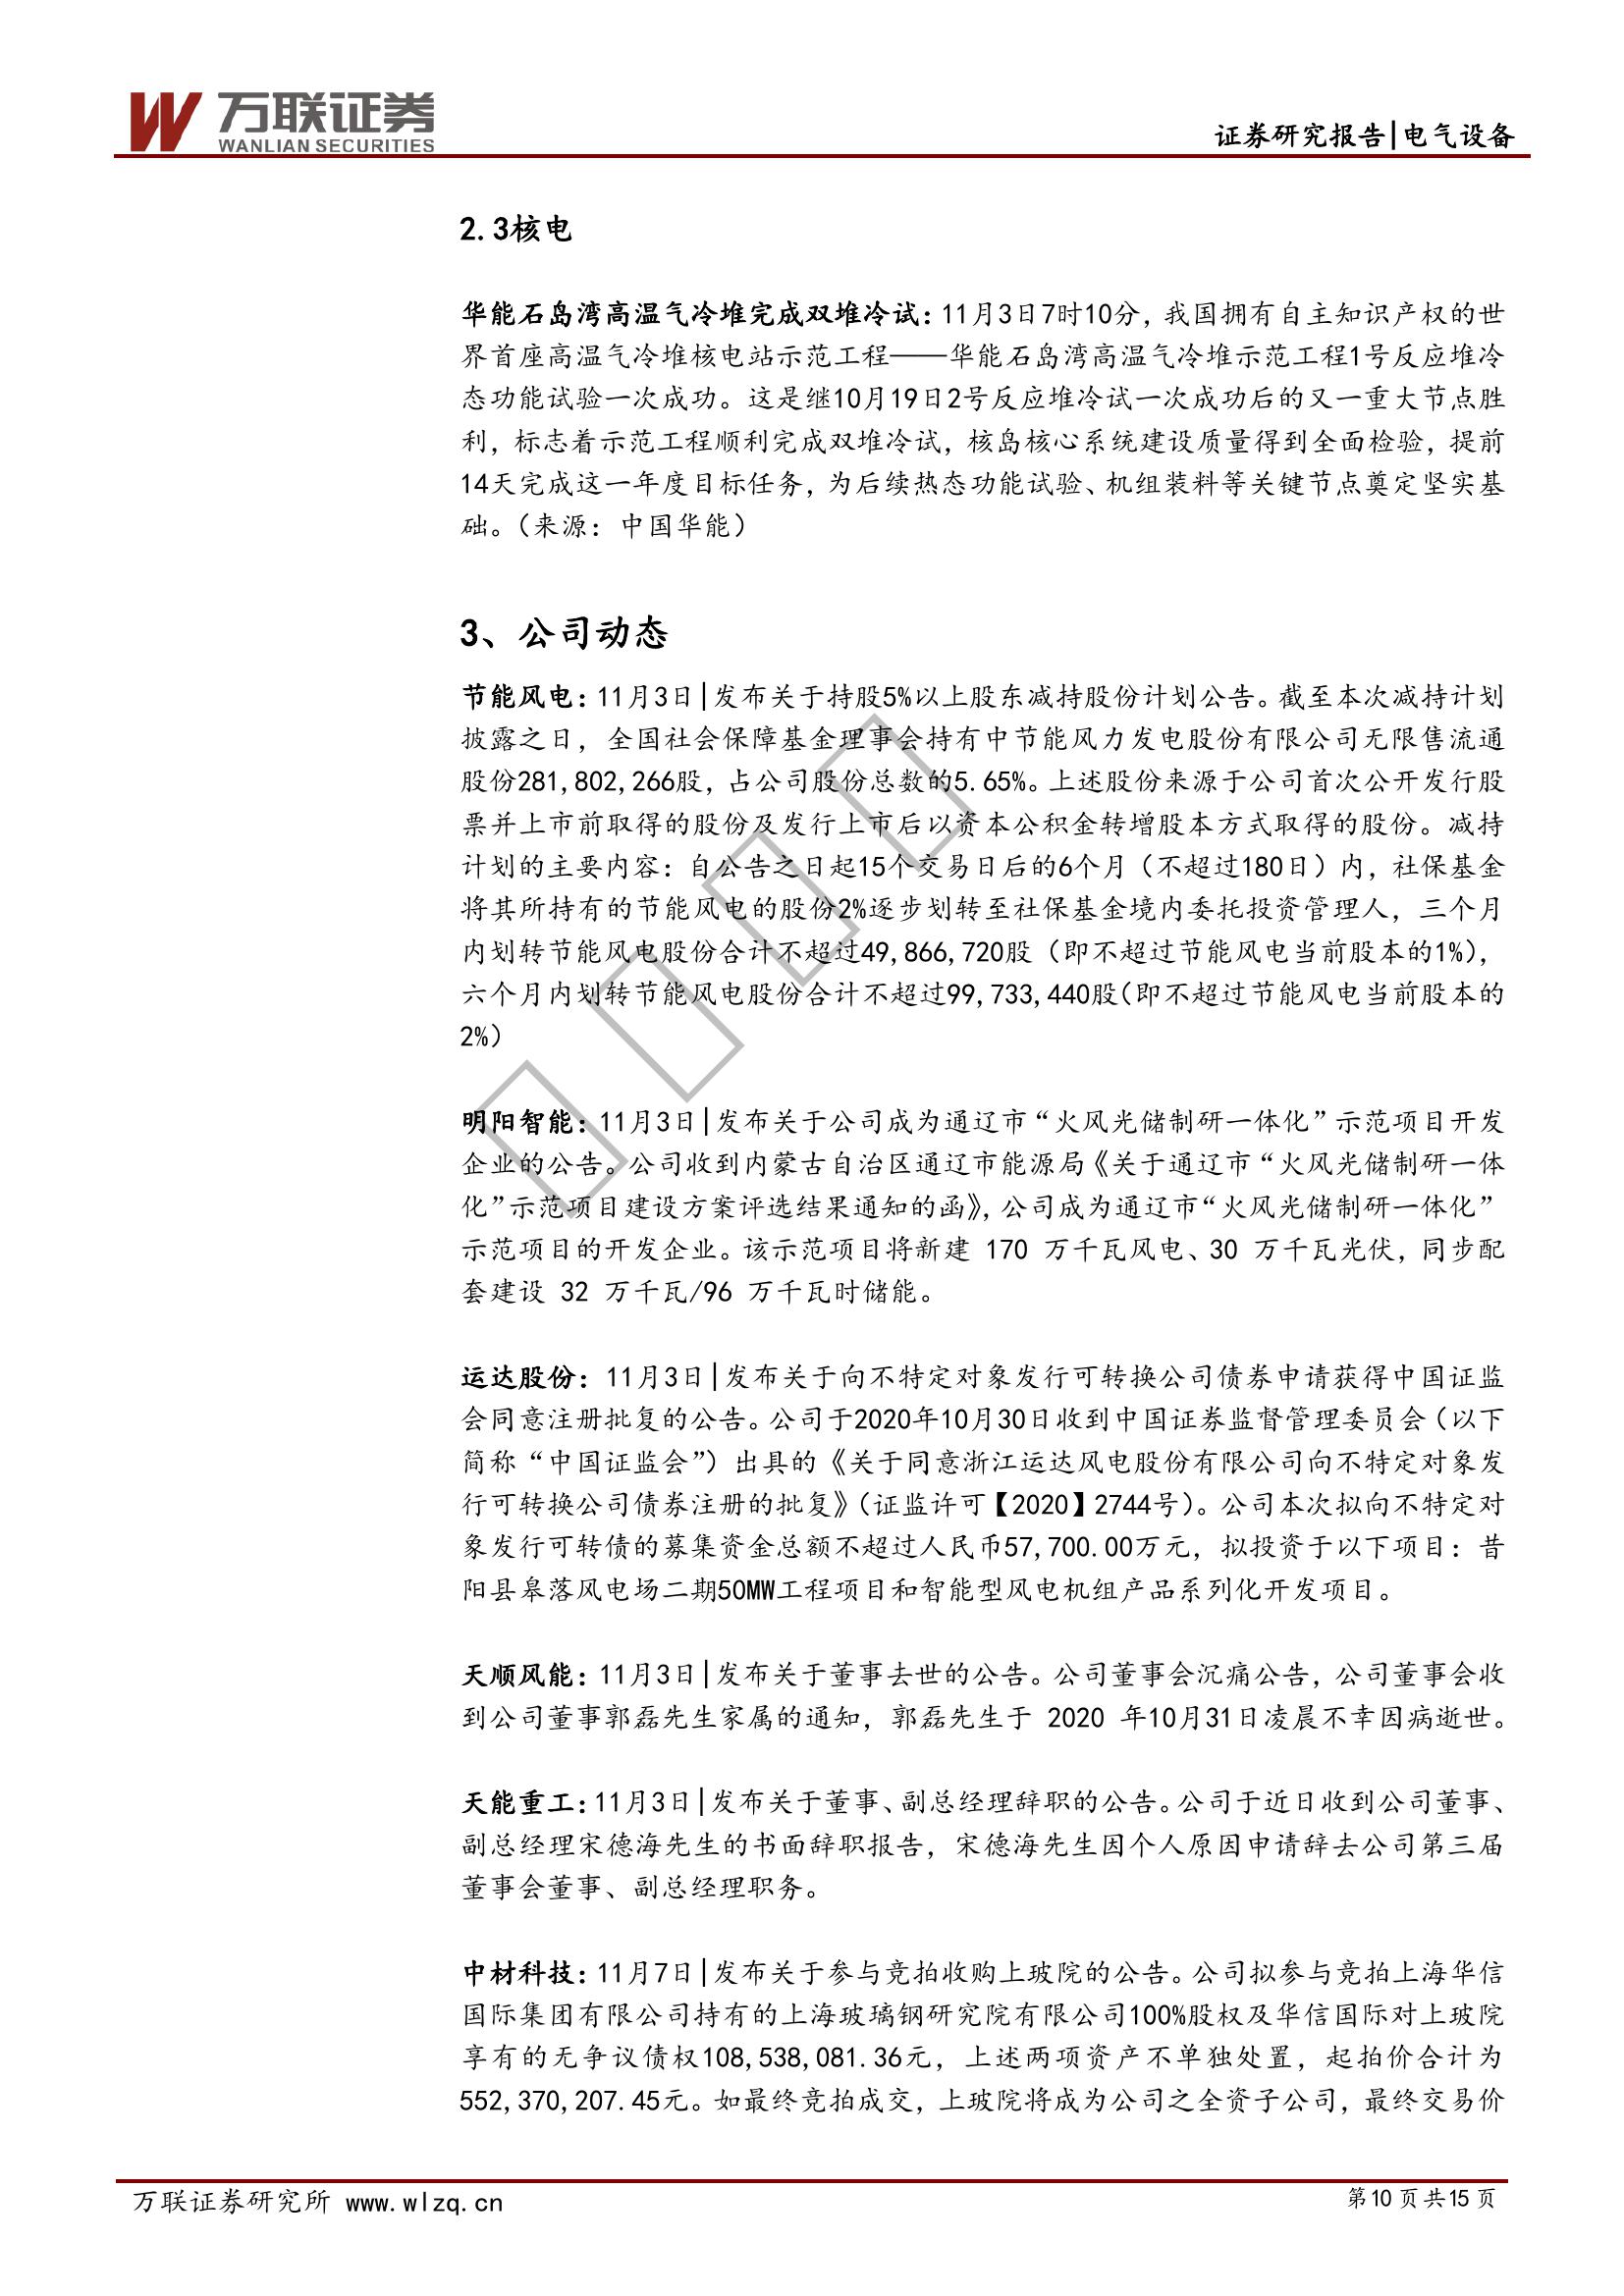 万联证券
WANLIAN SECURITIES
证券研究报告|电气设备
2.3核电
华能石岛湾高温气冷堆完成双堆冷试：11月3日7时10分，我国拥有自主知识产权的世
界首座高温气冷堆核电站示范工程——华能石岛湾高温气冷堆示范工程1号反应堆冷
态功能试验一次成功。这是继10月19日2号反应堆冷试一次成功后的又一重大节点胜
利，标志着示范工程顺利完成双堆冷试，核岛核心系统建设质量得到全面检验，提前
14天完成这一年度目标任务，为后续热态功能试验、机组装料等关键节点奠定坚实基
础。（来源：中国华能）
3、公司动态
节能风电：11月3日|发布关于持股5%以上股东减持股份计划公告。截至本次减持计划
披露之日，全国社会保障基金理事会持有中节能风力发电股份有限公司无限售流通
股份281,802,266股，占公司股份总数的5.65%。上述股份来源于公司首次公开发行股
票并上市前取得的股份及发行上市后以资本公积金转增股本方式取得的股份。减持
计划的主要内容：自公告之日起15个交易日后的6个月（不超过180日）内，社保基金
将其所持有的节能风电的股份2%逐步划转至社保基金境内委托投资管理人，三个月
内划转节能风电股份合计不超过49,866,720股（即不超过节能风电当前股本的1%），
六个月内划转节能风电股份合计不超过99,733,440股（即不超过节能风电当前股本的
2%）
明阳智能：11月3日|发布关于公司成为通辽市“火风光储制研一体化”示范项目开发
企业的公告。公司收到内蒙古自治区通辽市能源局《关于通辽市“火风光储制研一体
化”示范项目建设方案评选结果通知的函》，公司成为通辽市“火风光储制研一体化”
示范项目的开发企业。该示范项目将新建 170 万千瓦风电、30 万千瓦光伏，同步配
套建设 32 万千瓦/96 万千瓦时储能。
运达股份：11月3日|发布关于向不特定对象发行可转换公司债券申请获得中国证监
会同意注册批复的公告。公司于2020年10月30日收到中国证券监督管理委员会（以下
简称“中国证监会”）出具的《关于同意浙江运达风电股份有限公司向不特定对象发
行可转换公司债券注册的批复》（证监许可【2020】2744号）。公司本次拟向不特定对
象发行可转债的募集资金总额不超过人民币57,700.00万元，拟投资于以下项目：昔
阳县皋落风电场二期50MW工程项目和智能型风电机组产品系列化开发项目。
天顺风能：11月3日|发布关于董事去世的公告。公司董事会沉痛公告，公司董事会收
到公司董事郭磊先生家属的通知，郭磊先生于 2020 年10月31日凌晨不幸因病逝世。
天能重工：11月3日|发布关于董事、副总经理辞职的公告。公司于近日收到公司董事、
副总经理宋德海先生的书面辞职报告，宋德海先生因个人原因申请辞去公司第三届
董事会董事、副总经理职务。
中材科技：11月7日|发布关于参与竞拍收购上玻院的公告。公司拟参与竞拍上海华信
国际集团有限公司持有的上海玻璃钢研究院有限公司100%股权及华信国际对上玻院
享有的无争议债权108,538,081.36元，上述两项资产不单独处置，起拍价合计为
552,370,207.45元。如最终竞拍成交，上玻院将成为公司之全资子公司，最终交易价
万联证券研究所 www.wlzq.cn
第10页共15页